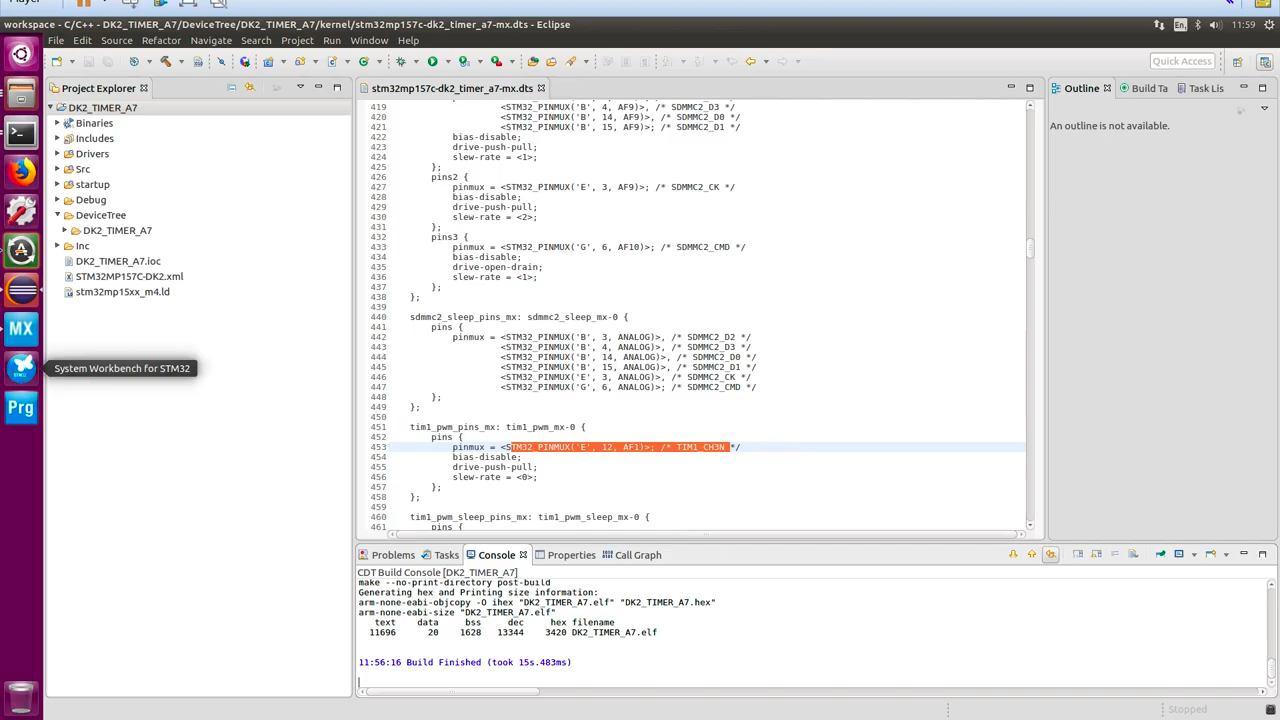 Player
workspace - C/C++ - DK2_TIMER_A7/DeviceTree/DK2_TIMER_A7/kernel/stm32mp157c-dk2_timer_a7-mx.dts - Eclipse
En
11:59
File Edit Source Refactor Navigate Search Project Run Window Help
Quick Access
Project Explorer
DK2_TIMER_A7
Binaries
Includes
Drivers
Src
startup
Debug
DeviceTree
DK2_TIMER_A7
Inc
DK2_TIMER_A7.ioc
STM32MP157C-DK2.xml
stm32mp15xx_m4.ld
MX
System Workbench for STM32
Prg
stm32mp157c-dk2_timer_a7-mx.dts
419 <STM32_PINMUX('B', 4, AF9)>, /* SDMMC2_D3 */
420 <STM32_PINMUX('B', 14, AF9)>, /* SDMMC2_D0 */
421 <STM32_PINMUX('B', 15, AF9)>; /* SDMMC2_D1 */
422 bias-disable;
423 drive-push-pull;
424 slew-rate = <1>;
425 };
426 pins2 {
427 pinmux = <STM32_PINMUX('E', 3, AF9)>; /* SDMMC2_CK */
428 bias-disable;
429 drive-push-pull;
430 slew-rate = <2>;
431 };
432 pins3 {
433 pinmux = <STM32_PINMUX('G', 6, AF10)>; /* SDMMC2_CMD */
434 bias-disable;
435 drive-open-drain;
436 slew-rate = <1>;
437 };
438 };
439
440 sdmmc2_sleep_pins_mx: sdmmc2_sleep_mx-0 {
441 pins {
442 pinmux = <STM32_PINMUX('B', 3, ANALOG)>, /* SDMMC2_D2 */
443 <STM32_PINMUX('B', 4, ANALOG)>, /* SDMMC2_D3 */
444 <STM32_PINMUX('B', 14, ANALOG)>, /* SDMMC2_D0 */
445 <STM32_PINMUX('B', 15, ANALOG)>, /* SDMMC2_D1 */
446 <STM32_PINMUX('E', 3, ANALOG)>, /* SDMMC2_CK */
447 <STM32_PINMUX('G', 6, ANALOG)>; /* SDMMC2_CMD */
448 };
449 };
450
451 tim1_pwm_pins_mx: tim1_pwm_mx-0 {
452 pins {
453 pinmux = <STM32_PINMUX('E', 12, AF1)>; /* TIM1_CH3N */
454 bias-disable;
455 drive-push-pull;
456 slew-rate = <0>;
457 };
458 };
459
460 tim1_pwm_sleep_pins_mx: tim1_pwm_sleep_mx-0 {
461 pins {
Outline Build Ta Task Lis
An outline is not available.
Problems Tasks Console Properties Call Graph
CDT Build Console [DK2_TIMER_A7]
make --no-print-directory post-build
Generating hex and Printing size information:
arm-none-eabi-objcopy -O ihex "DK2_TIMER_A7.elf" "DK2_TIMER_A7.hex"
arm-none-eabi-size "DK2_TIMER_A7.elf"
text data bss dec hex filename
11696 20 1628 13344 3420 DK2_TIMER_A7.elf
11:56:16 Build Finished (took 15s.483ms)
Stopped